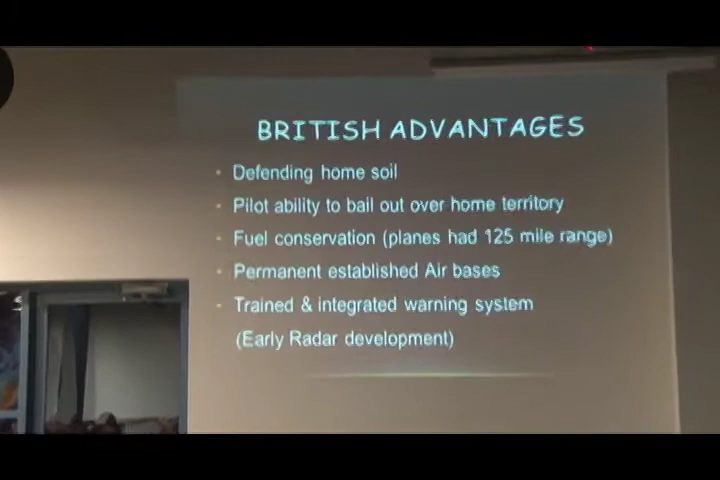 BRITISH ADVANTAGES
• Defending home soil
• Pilot ability to bail out over home territory
• Fuel conservation (planes had 125 mile range)
• Permanent established Air bases
• Trained & integrated warning system
(Early Radar development)